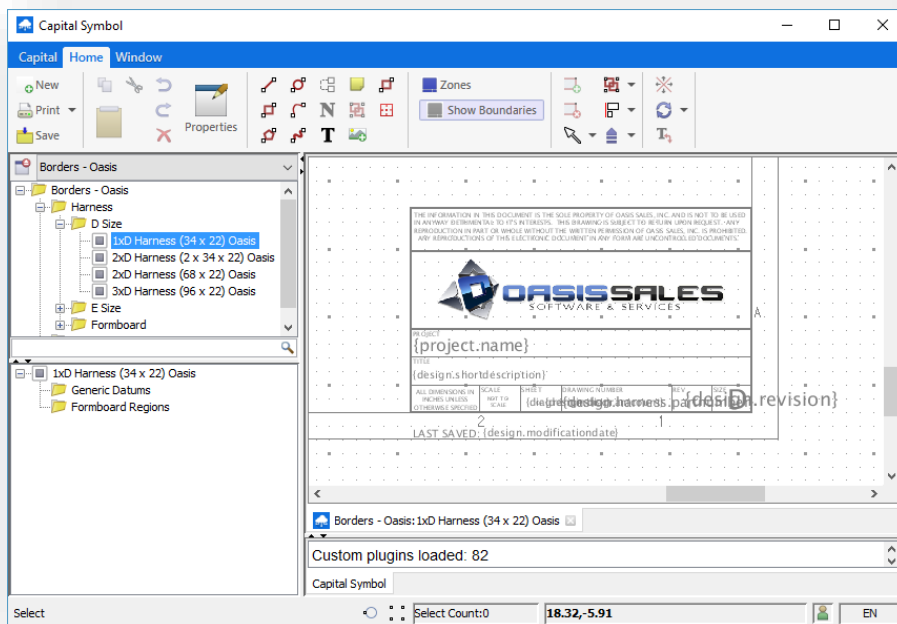 Capital Symbol
Capital Home Window
New
Print
Save
Properties
N
T
Zones
Show Boundaries
Borders - Oasis
Borders - Oasis
Harness
D Size
1xD Harness (34 x 22) Oasis
2xD Harness (2 x 34 x 22) Oasis
2xD Harness (68 x 22) Oasis
3xD Harness (96 x 22) Oasis
E Size
Formboard
1xD Harness (34 x 22) Oasis
Generic Datums
Formboard Regions
THE INFORMATION IN THIS DOCUMENT IS THE SOLE PROPERTY OF OASIS SALES, INC. AND IS NOT TO BE USED
IN ANYWAY DETRIMENTAL TO IT'S INTERESTS. THIS DRAWING IS SUBJECT TO RETURN UPON REQUEST. ANY
REPRODUCTION IN PART OR WHOLE WITHOUT THE WRITTEN PERMISSION OF OASIS SALES, INC. IS PROHIBITED.
ANY REPRODUCTIONS OF THIS ELECTRONIC DOCUMENT IN ANY FORM ARE UNCONTROLLED DOCUMENTS.
OASISSALES
SOFTWARE & SERVICES
A
PROJECT
{project.name}
TITLE
{design.shortdescription}
ALL DIMENSIONS IN
INCHES UNLESS
OTHERWISE SPECIFIED
SCALE
NOT TO
SCALE
SHEET
DRAWING NUMBER
REV
SIZE
D
{design.revision}
2 1
LAST SAVED: {design.modificationdate}
Borders - Oasis:1xD Harness (34 x 22) Oasis
Custom plugins loaded: 82
Capital Symbol
Select
Select Count:0
18.32,-5.91
EN